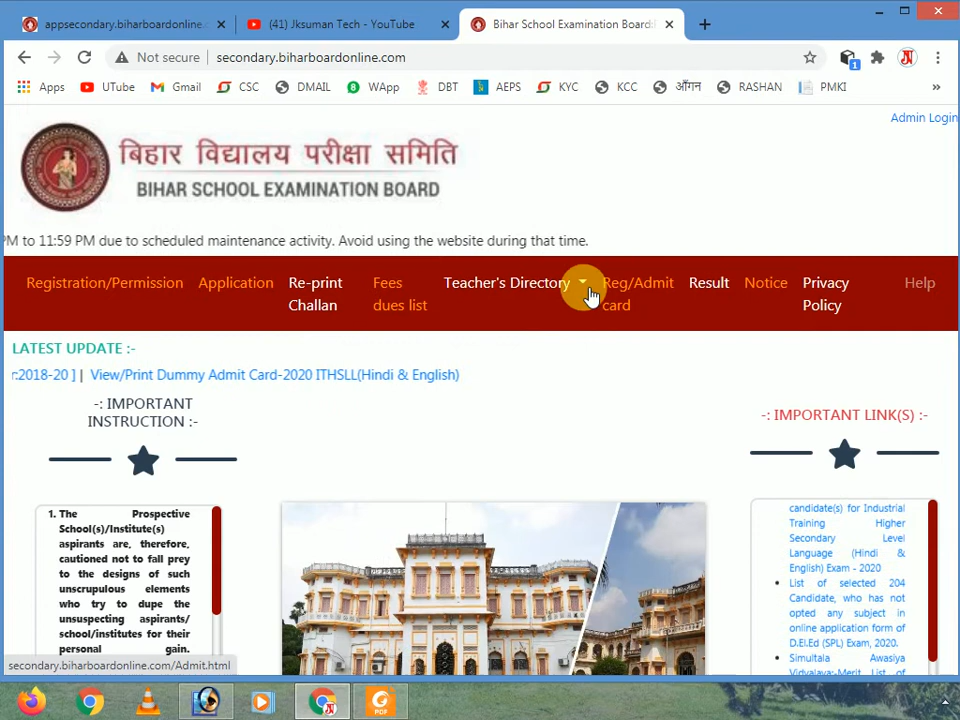 appsecondary.biharboardonline.
(41) Jksuman Tech - YouTube
Bihar School Examination Board:
Not secure
secondary.biharboardonline.com
1
Apps
UTube
Gmail
CSC
DMAIL
WApp
DBT
AEPS
KYC
KCC
आँगन
RASHAN
PMKI
»
Admin Login
बिहार विद्यालय परीक्षा समिति
BIHAR SCHOOL EXAMINATION BOARD
PM to 11:59 PM due to scheduled maintenance activity. Avoid using the website during that time.
Registration/Permission
Application
Re-print
Challan
Fees
dues list
Teacher's Directory
Reg/Admit
card
Result
Notice
Privacy
Policy
Help
LATEST UPDATE :-
r:2018-20 ] | View/Print Dummy Admit Card-2020 ITHSLL(Hindi & English)
-: IMPORTANT
INSTRUCTION :-
1. The Prospective
School(s)/Institute(s)
aspirants are, therefore,
cautioned not to fall prey
to the designs of such
unscrupulous elements
who try to dupe the
unsuspecting aspirants/
school/institutes for their
personal gain.
-: IMPORTANT LINK(S) :-
candidate(s) for Industrial
Training Higher
Secondary Level
Language (Hindi &
English) Exam - 2020
List of selected 204
Candidate, who has not
opted any subject in
online application form of
D.El.Ed (SPL) Exam, 2020.
Simultala Awasiya
Vidyalaya:-Merit List of
secondary.biharboardonline.com/Admit.html
PDF